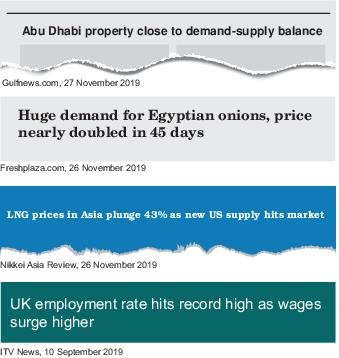 Abu Dhabi property close to demand-supply balance
Gulfnews.com, 27 November 2019
Huge demand for Egyptian onions, price
nearly doubled in 45 days
Freshplaza.com, 26 November 2019
LNG prices in Asia plunge 43% as new US supply hits market
Nikkei Asia Review, 26 November 2019
UK employment rate hits record high as wages
surge higher
ITV News, 10 September 2019